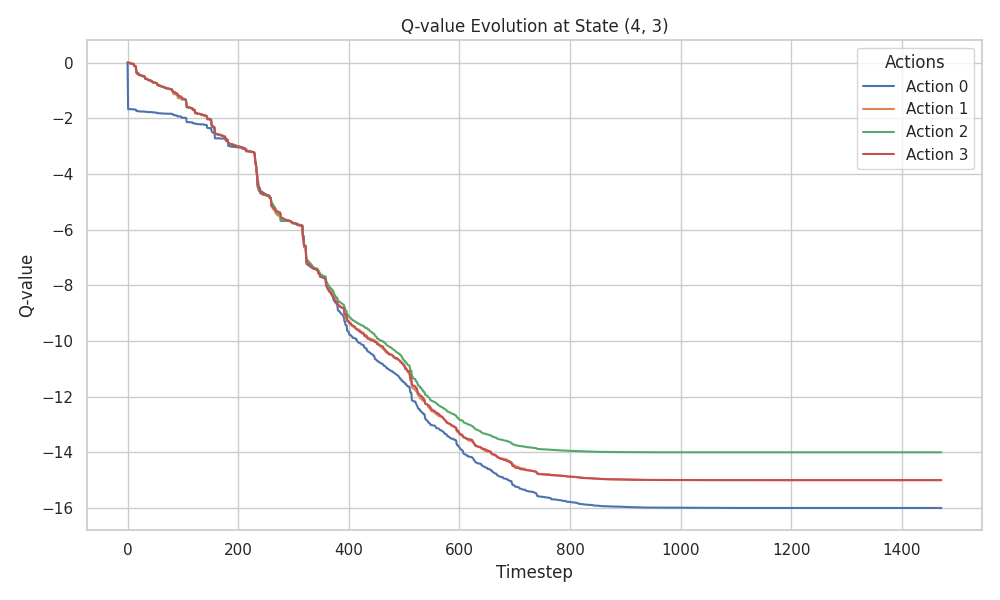 Q-value Evolution at State (4, 3)
Actions
Action 0
Action 1
Action 2
Action 3
Q-value
0
−2
−4
−6
−8
−10
−12
−14
−16
0 200 400 600 800 1000 1200 1400
Timestep